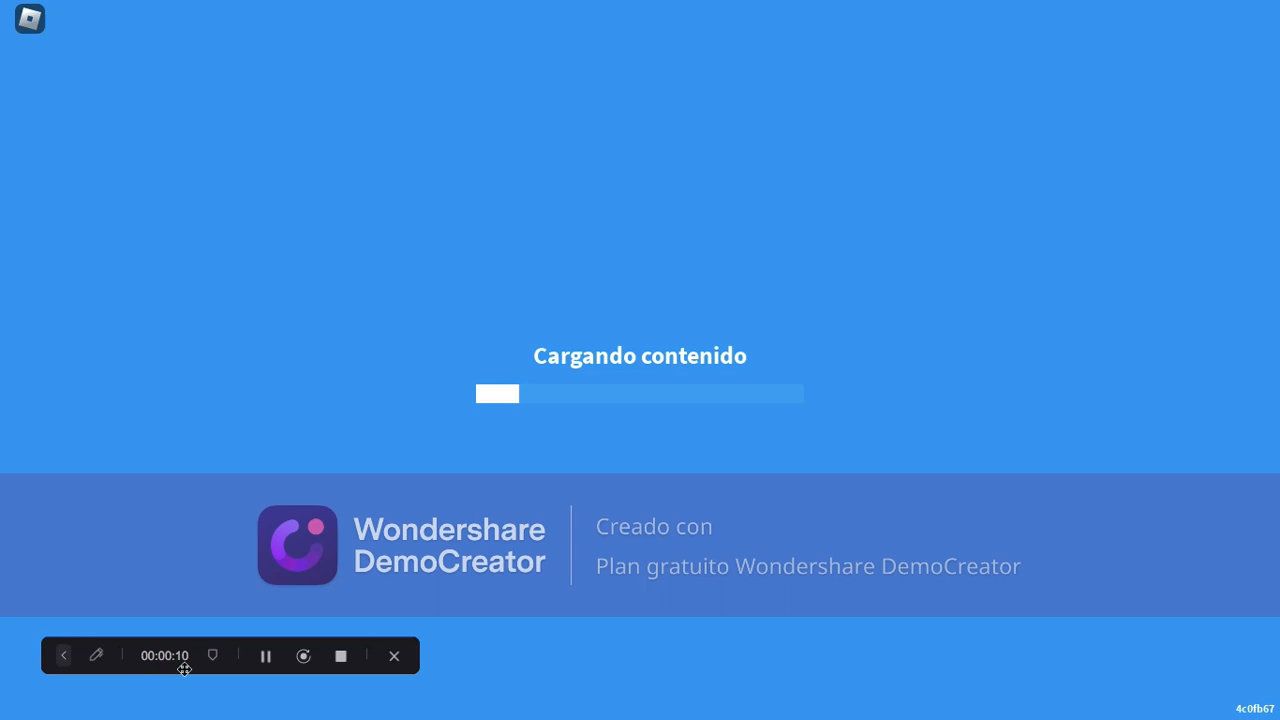 Cargando contenido
Wondershare
DemoCreator
Creado con
Plan gratuito Wondershare DemoCreator
00:00:10
4c0fb67